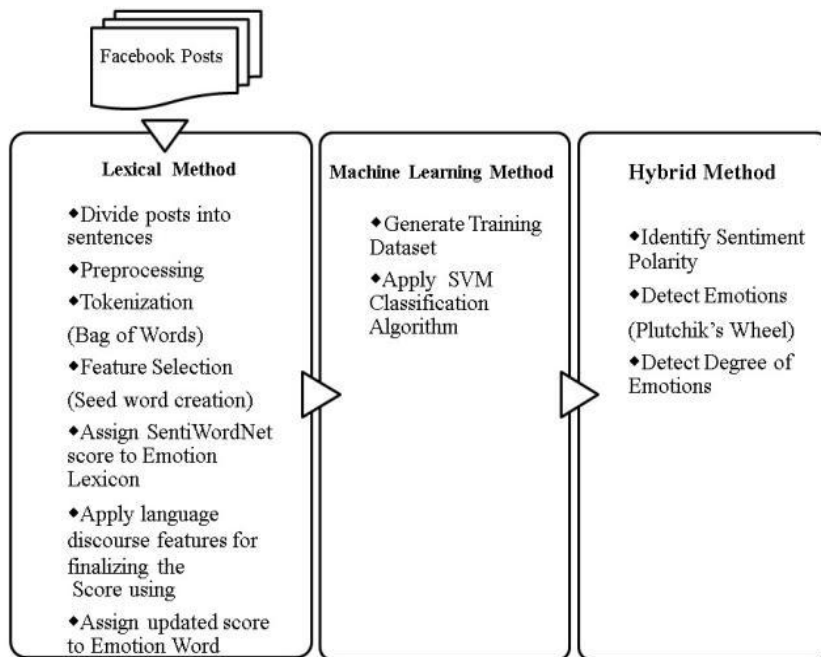 Facebook Posts
Lexical Method
◆Divide posts into
sentences
◆Preprocessing
◆Tokenization
(Bag of Words)
◆Feature Selection
(Seed word creation)
◆Assign SentiWordNet
score to Emotion
Lexicon
◆Apply language
discourse features for
finalizing the
Score using
◆Assign updated score
to Emotion Word
Machine Learning Method
◆Generate Training
Dataset
◆Apply SVM
Classification
Algorithm
Hybrid Method
◆Identify Sentiment
Polarity
◆Detect Emotions
(Plutchik's Wheel)
◆Detect Degree of
Emotions